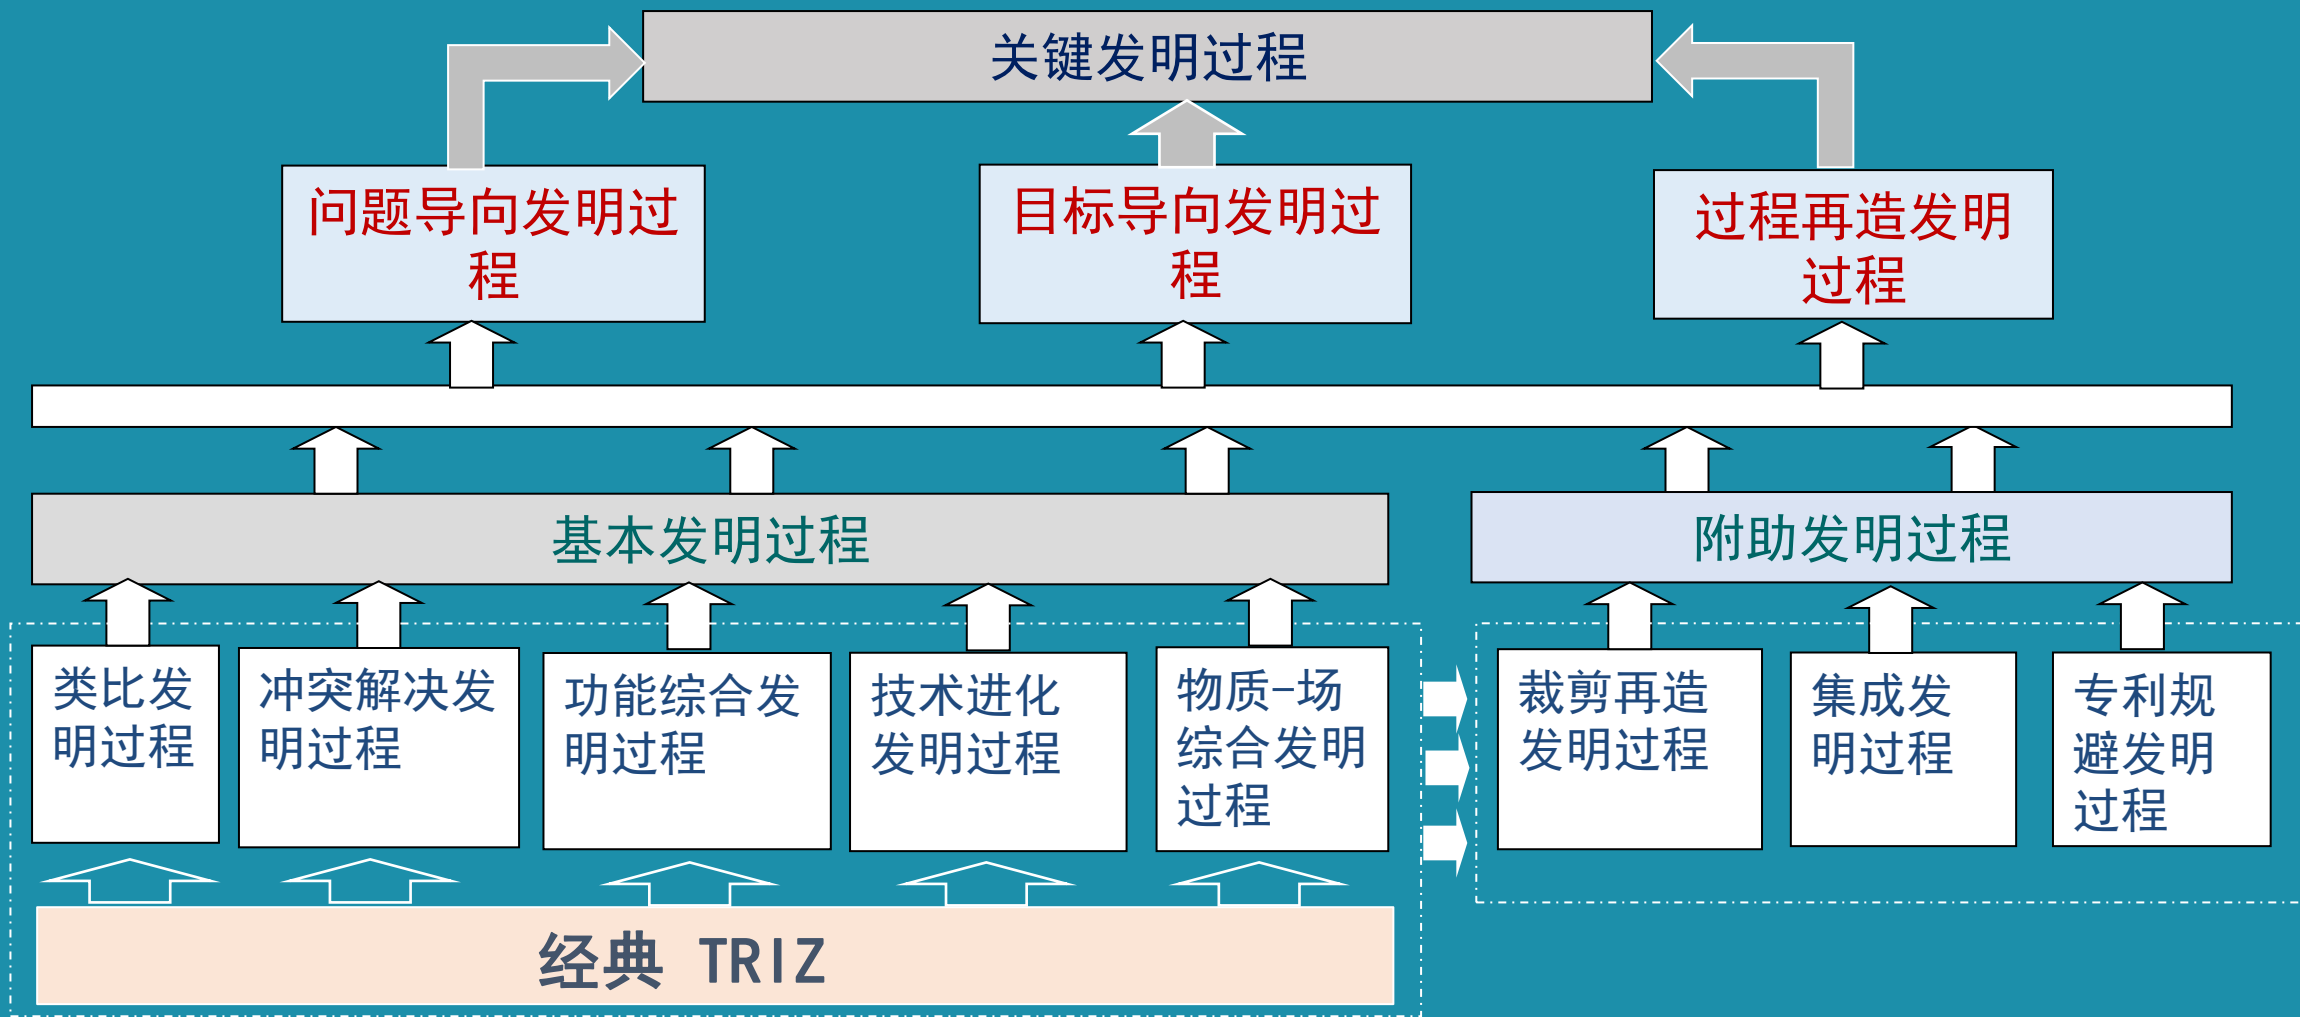 关键发明过程
问题导向发明过
程
目标导向发明过
程
过程再造发明
过程
基本发明过程
附助发明过程
类比发
明过程
冲突解决发
明过程
功能综合发
明过程
技术进化
发明过程
物质-场
综合发明
过程
裁剪再造
发明过程
集成发
明过程
专利规
避发明
过程
经典 TRIZ